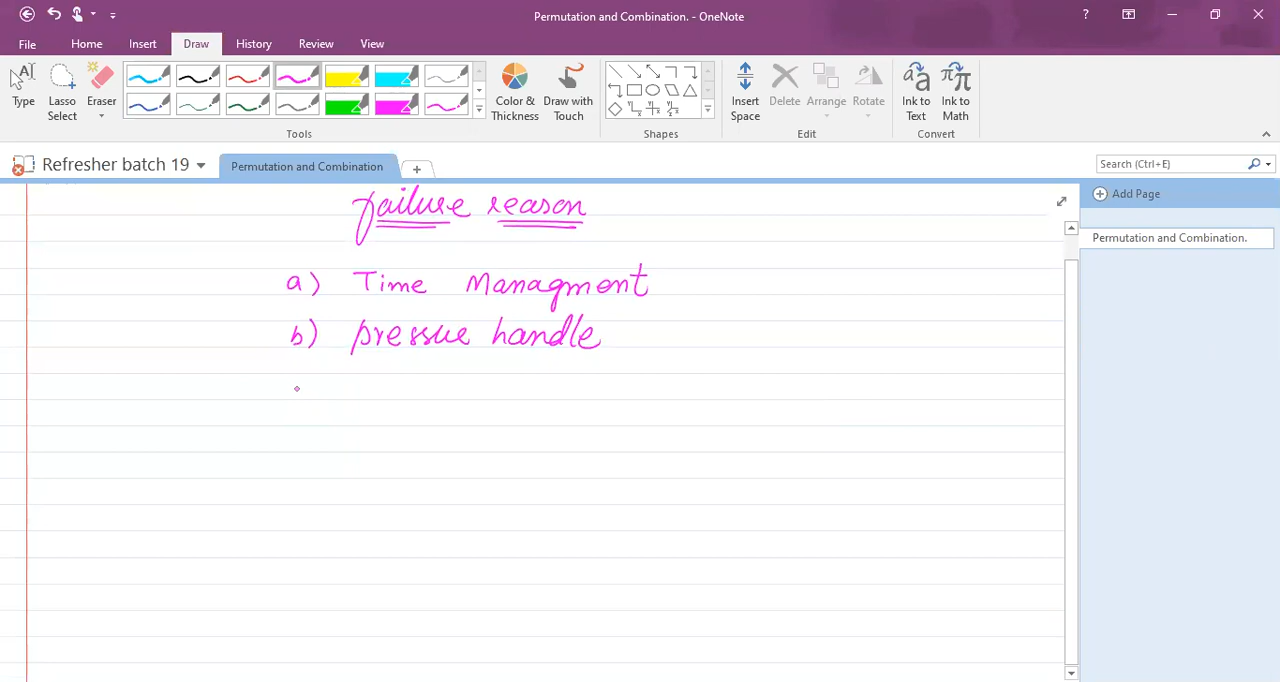 Permutation and Combination. - OneNote
?
File Home Insert Draw History Review View
Type
Lasso Select
Eraser
Color & Thickness
Draw with Touch
Insert Space
Delete
Arrange
Rotate
Ink to Text
Ink to Math
Tools
Shapes
Edit
Convert
Refresher batch 19
Permutation and Combination
Search (Ctrl+E)
Add Page
Permutation and Combination.
failure reason
a) Time Managment
b) pressue handle